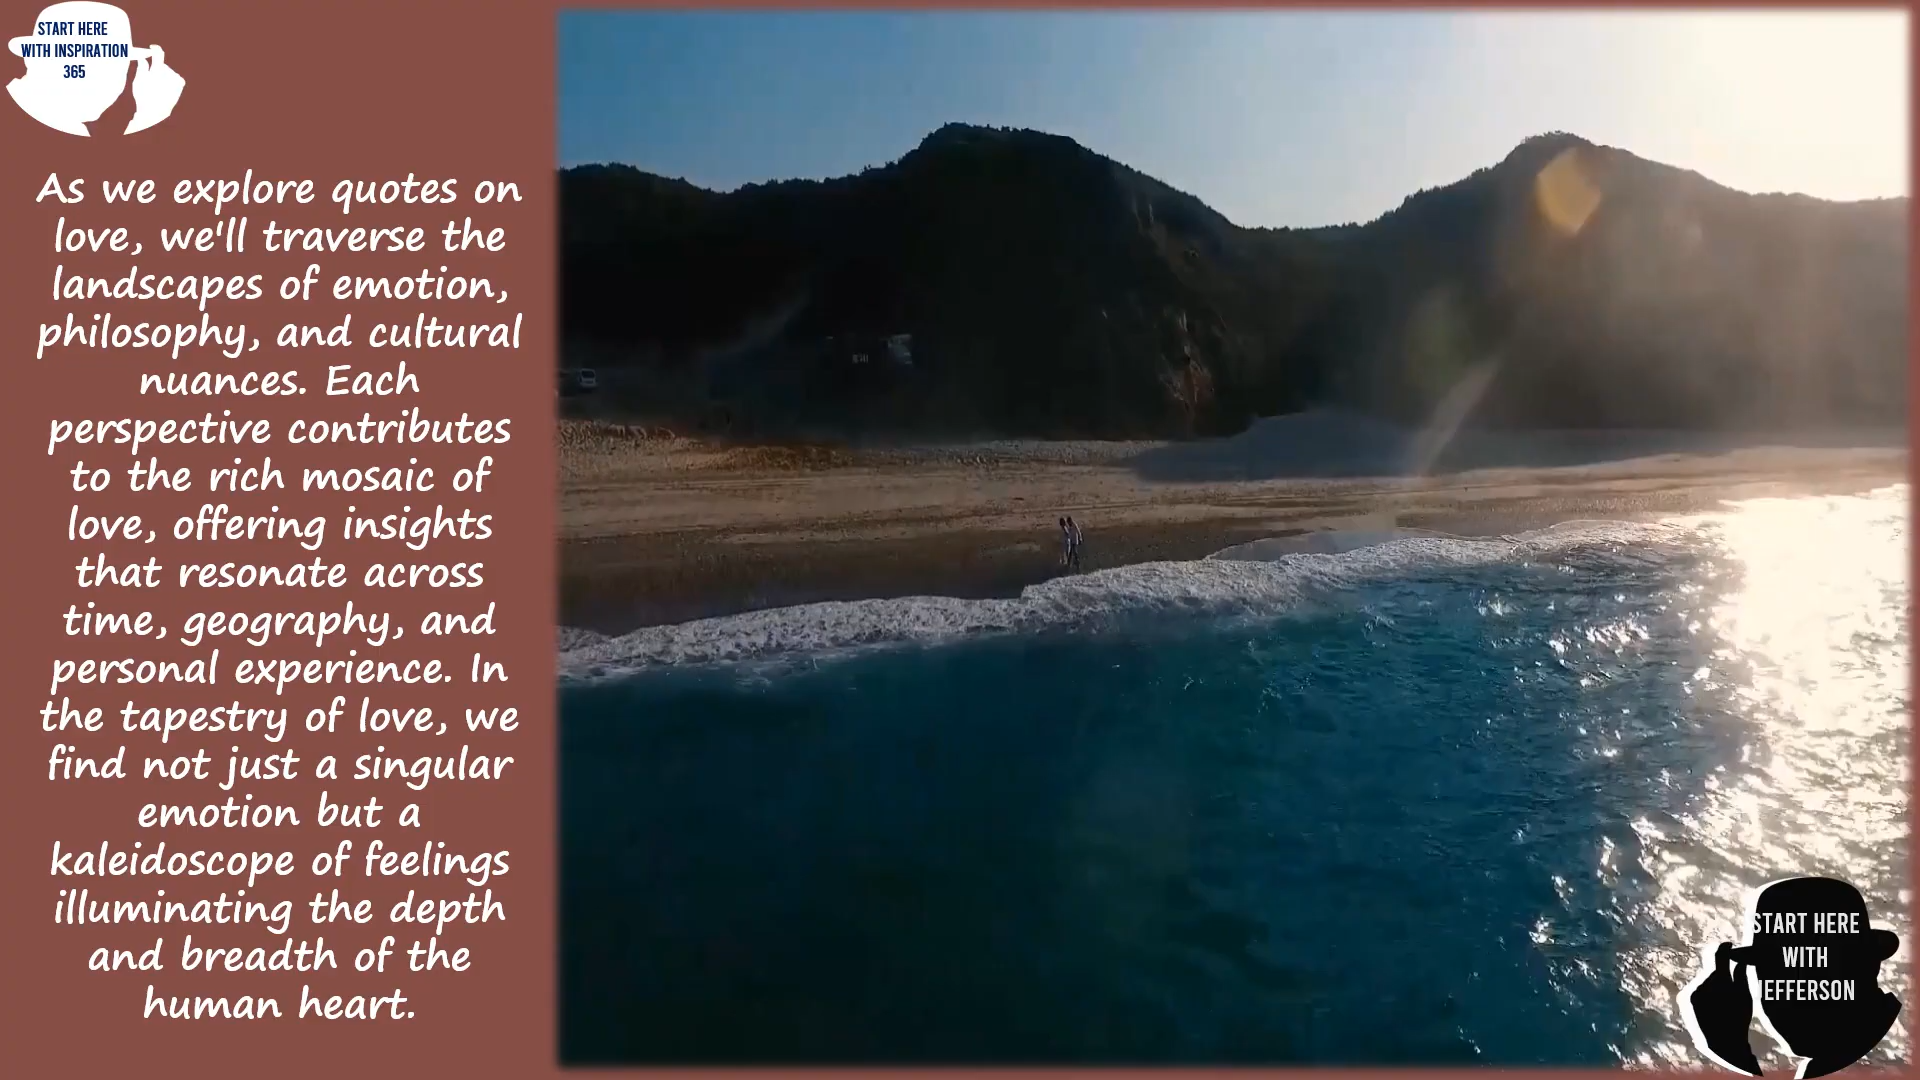 START HERE
WITH INSPIRATION
365
As we explore quotes on
love, we'll traverse the
landscapes of emotion,
philosophy, and cultural
nuances. Each
perspective contributes
to the rich mosaic of
love, offering insights
that resonate across
time, geography, and
personal experience. In
the tapestry of love, we
find not just a singular
emotion but a
kaleidoscope of feelings
illuminating the depth
and breadth of the
human heart.
START HERE
WITH
JEFFERSON